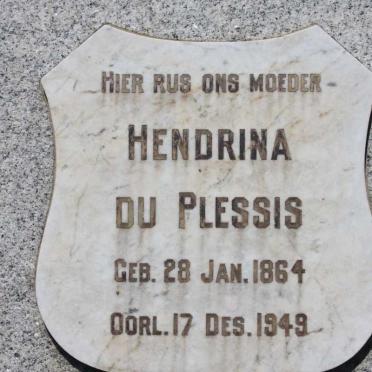 HIER RUS ONS MOEDER
HENDRINA
DU PLESSIS
GEB. 28 JAN. 1864
OORL. 17 DES. 1949